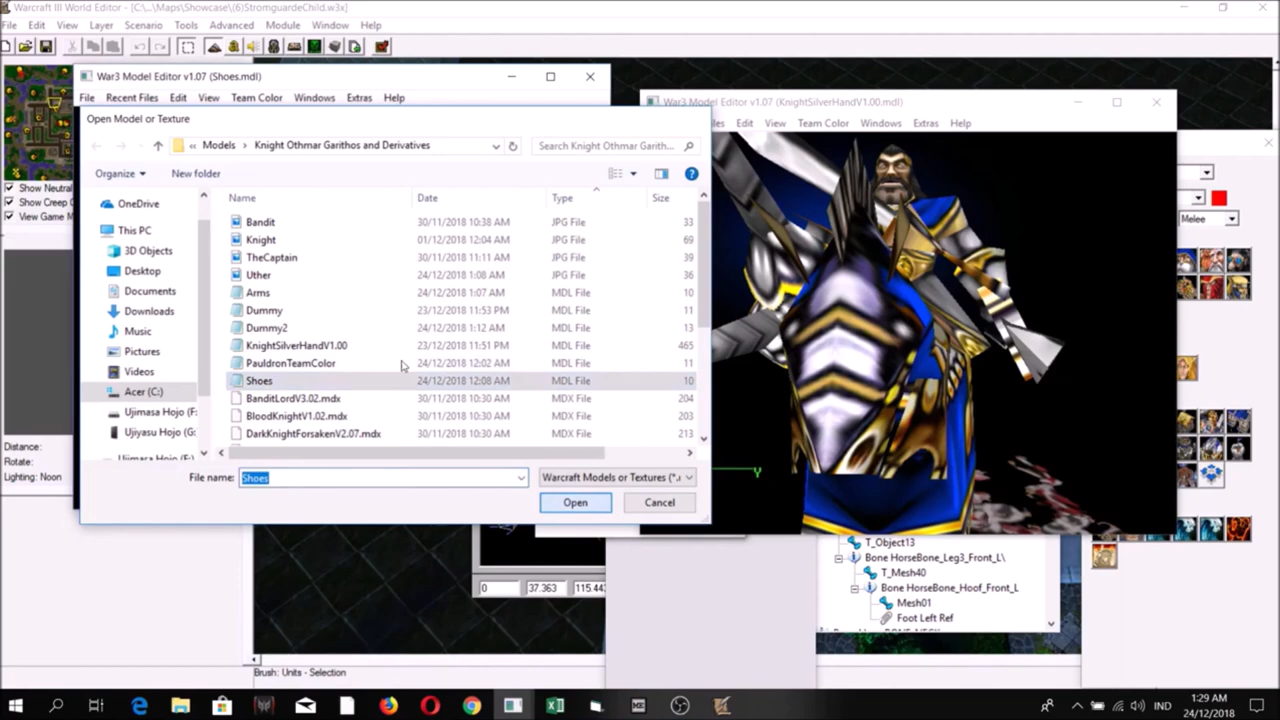 Warcraft III World Editor - [C:\...\Maps\Showcase\(6)StromguardeChild.w3x]
File Edit View Layer Scenario Tools Advanced Module Window Help
War3 Model Editor v1.07 (Shoes.mdl)
File Recent Files Edit View Team Color Windows Extras Help
War3 Model Editor v1.07 (KnightSilverHandV1.00.mdl)
Edit View Team Color Windows Extras Help
Open Model or Texture
Models > Knight Othmar Garithos and Derivatives
Search Knight Othmar Garith...
Organize New folder
Name Date Type Size
OneDrive
This PC
3D Objects
Desktop
Documents
Downloads
Music
Pictures
Videos
Acer (C:)
Ujimasa Hojo (F:
Ujiyasu Hojo (G:
Bandit 30/11/2018 10:38 AM JPG File 33
Knight 01/12/2018 12:04 AM JPG File 69
TheCaptain 30/11/2018 11:11 AM JPG File 39
Uther 24/12/2018 1:08 AM JPG File 36
Arms 24/12/2018 1:07 AM MDL File 10
Dummy 23/12/2018 11:53 PM MDL File 11
Dummy2 24/12/2018 1:12 AM MDL File 13
KnightSilverHandV1.00 23/12/2018 11:51 PM MDL File 465
PauldronTeamColor 24/12/2018 12:02 AM MDL File 11
Shoes 24/12/2018 12:08 AM MDL File 10
BanditLordV3.02.mdx 30/11/2018 10:30 AM MDX File 204
BloodKnightV1.02.mdx 30/11/2018 10:30 AM MDX File 203
DarkKnightForsakenV2.07.mdx 30/11/2018 10:30 AM MDX File 213
File name: Shoes
Warcraft Models or Textures (*.
Open Cancel
Show Neutral
Show Creep
View Game M
Distance:
Rotate:
Lighting: Noon
Melee
Y
0 37.363 115.44
T_Object13
Bone HorseBone_Leg3_Front_L\
T_Mesh40
Bone HorseBone_Hoof_Front_L
Mesh01
Foot Left Ref
Brush: Units - Selection
IND
1:29 AM
24/12/2018